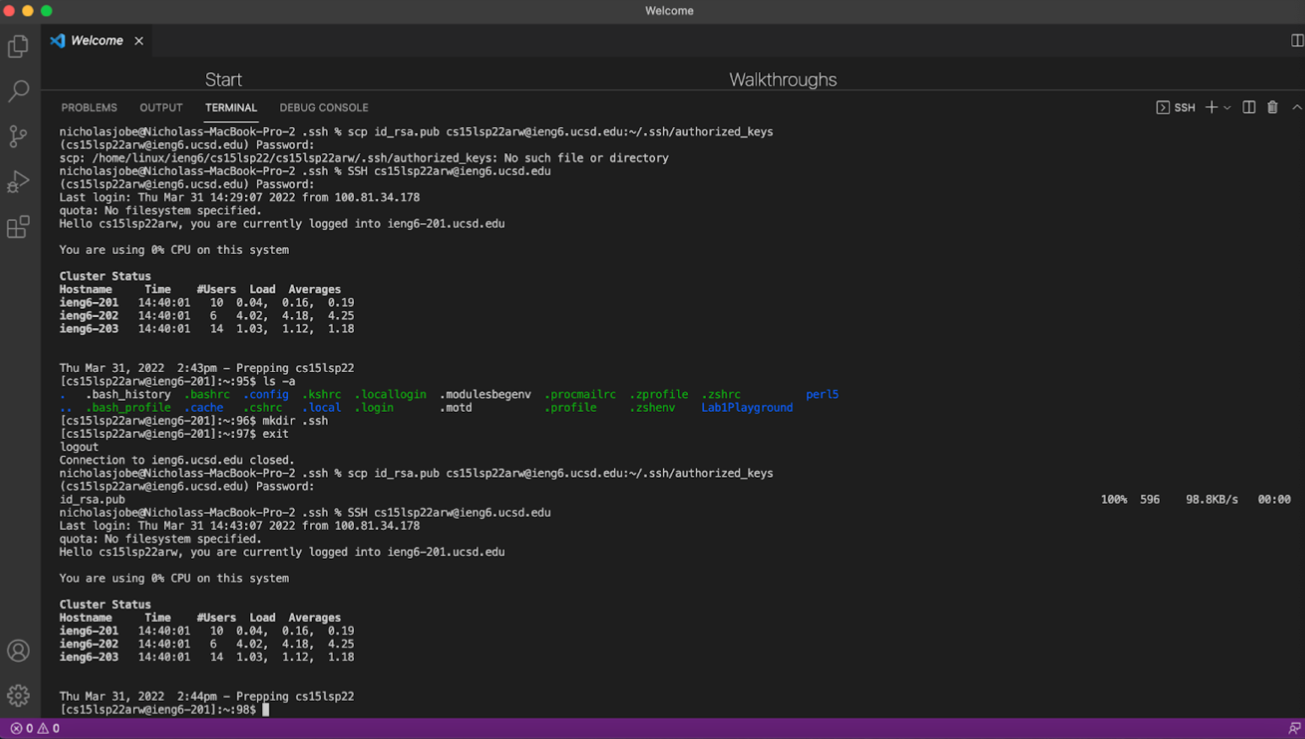 Welcome
Welcome
Start Walkthroughs
PROBLEMS OUTPUT TERMINAL DEBUG CONSOLE SSH
nicholasjobe@Nicholass-MacBook-Pro-2 .ssh % scp id_rsa.pub cs15lsp22arw@ieng6.ucsd.edu:~/.ssh/authorized_keys
(cs15lsp22arw@ieng6.ucsd.edu) Password:
scp: /home/linux/ieng6/cs15lsp22/cs15lsp22arw/.ssh/authorized_keys: No such file or directory
nicholasjobe@Nicholass-MacBook-Pro-2 .ssh % SSH cs15lsp22arw@ieng6.ucsd.edu
(cs15lsp22arw@ieng6.ucsd.edu) Password:
Last login: Thu Mar 31 14:29:07 2022 from 100.81.34.178
quota: No filesystem specified.
Hello cs15lsp22arw, you are currently logged into ieng6-201.ucsd.edu
You are using 0% CPU on this system
Cluster Status
Hostname Time #Users Load Averages
ieng6-201 14:40:01 10 0.04, 0.16, 0.19
ieng6-202 14:40:01 6 4.02, 4.18, 4.25
ieng6-203 14:40:01 14 1.03, 1.12, 1.18
Thu Mar 31, 2022 2:43pm - Prepping cs15lsp22
[cs15lsp22arw@ieng6-201]:~:95$ ls -a
. .bash_history .bashrc .config .kshrc .locallogin .modulesbegenv .procmailrc .zprofile .zshrc perl5
.. .bash_profile .cache .cshrc .local .login .motd .profile .zshenv Lab1Playground
[cs15lsp22arw@ieng6-201]:~:96$ mkdir .ssh
[cs15lsp22arw@ieng6-201]:~:97$ exit
logout
Connection to ieng6.ucsd.edu closed.
nicholasjobe@Nicholass-MacBook-Pro-2 .ssh % scp id_rsa.pub cs15lsp22arw@ieng6.ucsd.edu:~/.ssh/authorized_keys
(cs15lsp22arw@ieng6.ucsd.edu) Password:
id_rsa.pub 100% 596 98.8KB/s 00:00
nicholasjobe@Nicholass-MacBook-Pro-2 .ssh % SSH cs15lsp22arw@ieng6.ucsd.edu
Last login: Thu Mar 31 14:43:07 2022 from 100.81.34.178
quota: No filesystem specified.
Hello cs15lsp22arw, you are currently logged into ieng6-201.ucsd.edu
You are using 0% CPU on this system
Cluster Status
Hostname Time #Users Load Averages
ieng6-201 14:40:01 10 0.04, 0.16, 0.19
ieng6-202 14:40:01 6 4.02, 4.18, 4.25
ieng6-203 14:40:01 14 1.03, 1.12, 1.18
Thu Mar 31, 2022 2:44pm - Prepping cs15lsp22
[cs15lsp22arw@ieng6-201]:~:98$
0 0